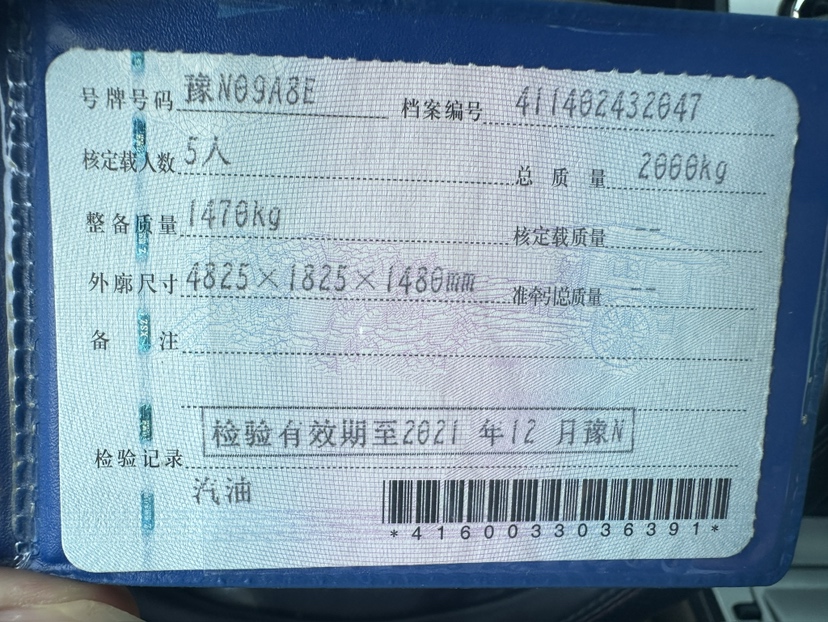 号牌号码 豫N09A8E 档案编号 411402432047
核定载人数 5人 总质量 2000kg
整备质量 1470kg 核定载质量 --
外廓尺寸 4825×1825×1480mm 准牵引总质量 --
备注
检验记录 检验有效期至2021年12月豫N
汽油
*4160033036391*